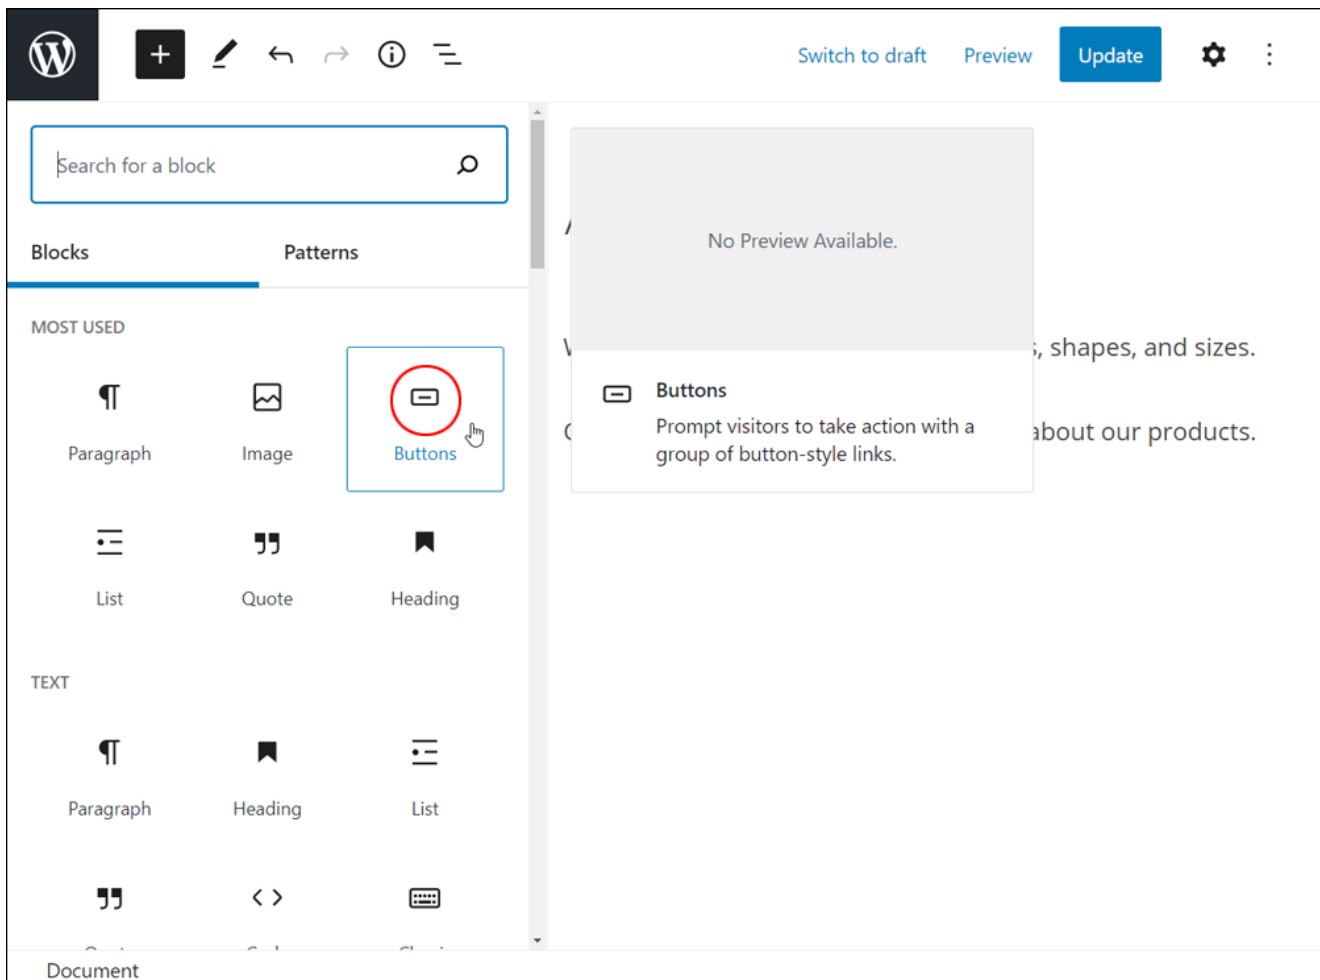 Switch to draft Preview Update
Search for a block
Blocks Patterns
MOST USED
Paragraph Image Buttons
List Quote Heading
TEXT
Paragraph Heading List
No Preview Available.
Buttons
Prompt visitors to take action with a
group of button-style links.
shapes, and sizes.
about our products.
Document